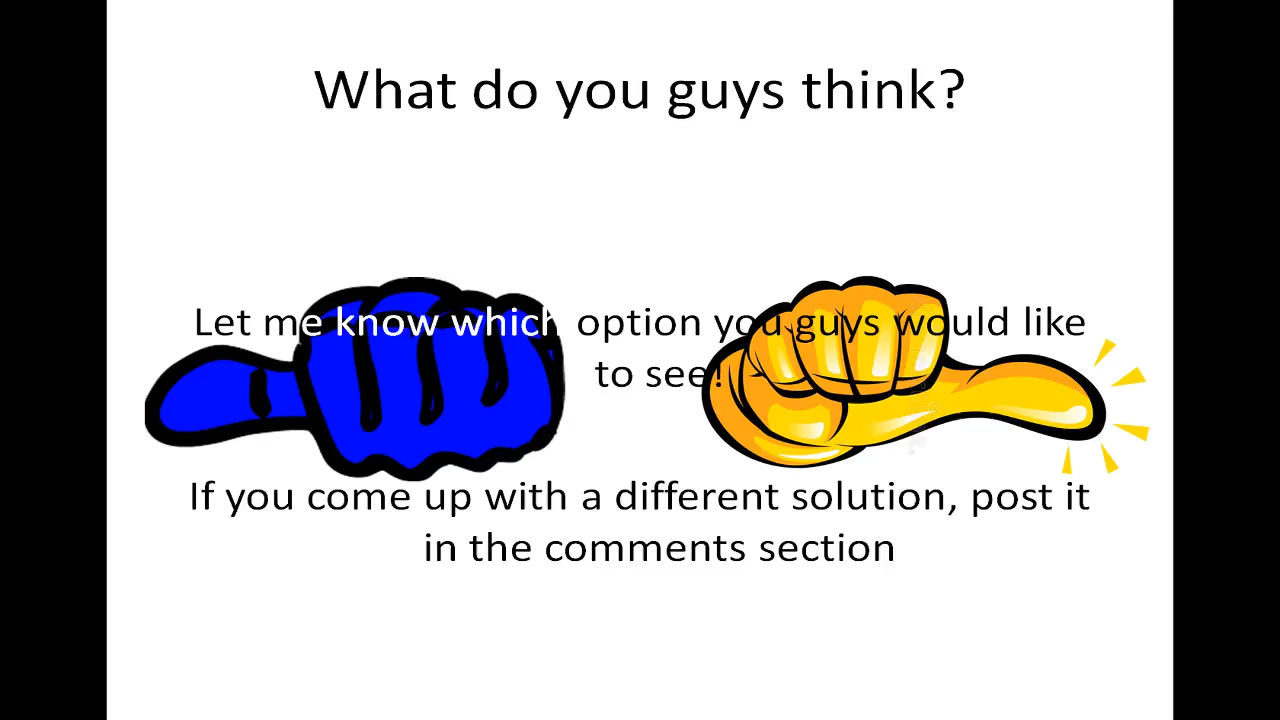 What do you guys think?
Let me know which option you guys would like
to see!
If you come up with a different solution, post it
in the comments section